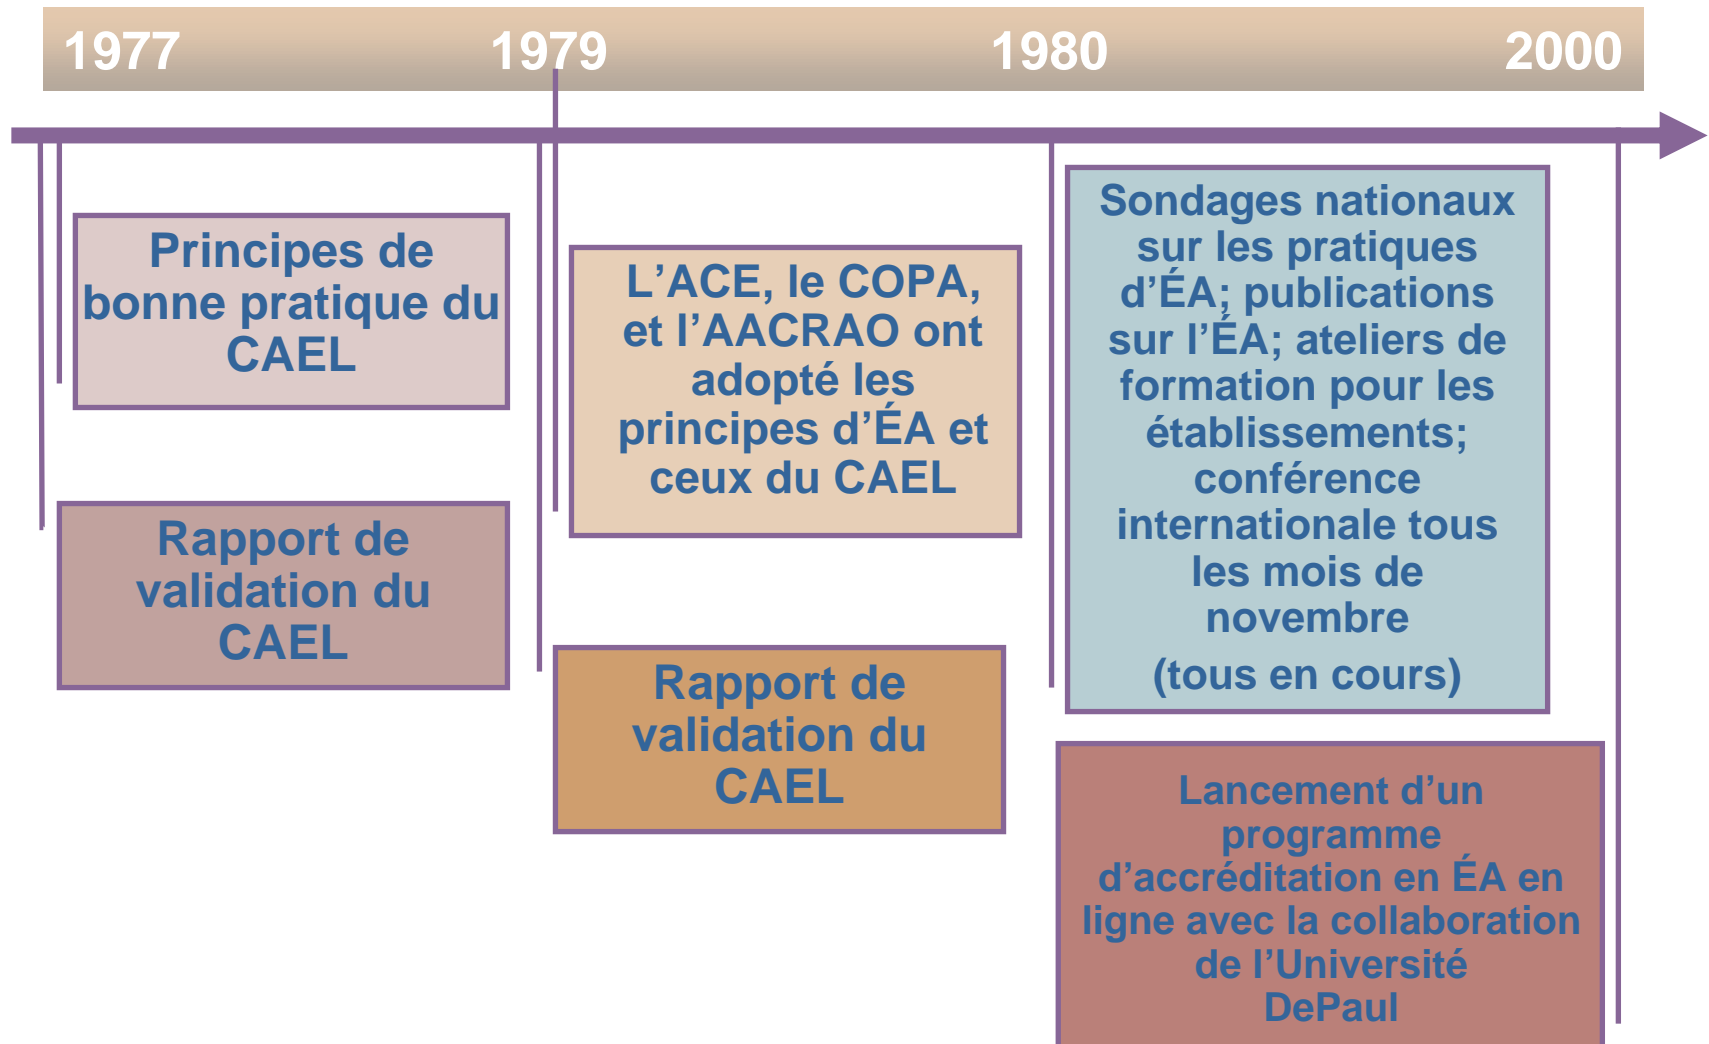 1977 1979 1980 2000
Principes de
bonne pratique du
CAEL
Rapport de
validation du
CAEL
L’ACE, le COPA,
et l’AACRAO ont
adopté les
principes d’ÉA et
ceux du CAEL
Rapport de
validation du
CAEL
Sondages nationaux
sur les pratiques
d’ÉA; publications
sur l’ÉA; ateliers de
formation pour les
établissements;
conférence
internationale tous
les mois de
novembre
(tous en cours)
Lancement d’un
programme
d’accréditation en ÉA en
ligne avec la collaboration
de l’Université
DePaul